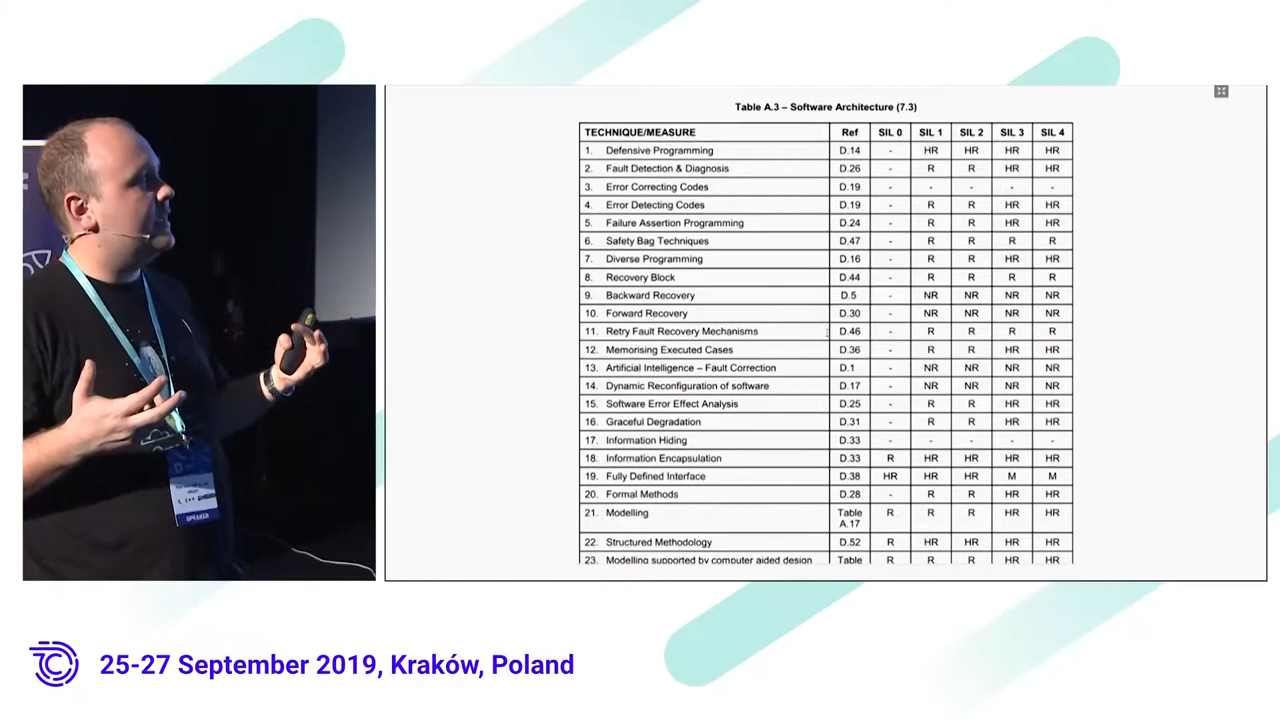 Table A.3 – Software Architecture (7.3)
TECHNIQUE/MEASURE Ref SIL 0 SIL 1 SIL 2 SIL 3 SIL 4
1. Defensive Programming D.14 - HR HR HR HR
2. Fault Detection & Diagnosis D.26 - R R HR HR
3. Error Correcting Codes D.19 - - - - -
4. Error Detecting Codes D.19 - R R HR HR
5. Failure Assertion Programming D.24 - R R HR HR
6. Safety Bag Techniques D.47 - R R R R
7. Diverse Programming D.16 - R R HR HR
8. Recovery Block D.44 - R R R R
9. Backward Recovery D.5 - NR NR NR NR
10. Forward Recovery D.30 - NR NR NR NR
11. Retry Fault Recovery Mechanisms D.46 - R R R R
12. Memorising Executed Cases D.36 - R R HR HR
13. Artificial Intelligence – Fault Correction D.1 - NR NR NR NR
14. Dynamic Reconfiguration of software D.17 - NR NR NR NR
15. Software Error Effect Analysis D.25 - R R HR HR
16. Graceful Degradation D.31 - R R HR HR
17. Information Hiding D.33 - - - - -
18. Information Encapsulation D.33 R HR HR HR HR
19. Fully Defined Interface D.38 HR HR HR M M
20. Formal Methods D.28 - R R HR HR
21. Modelling Table A.17 R R R HR HR
22. Structured Methodology D.52 R HR HR HR HR
23. Modelling supported by computer aided design Table R R R HR HR
SPEAKER
25-27 September 2019, Kraków, Poland